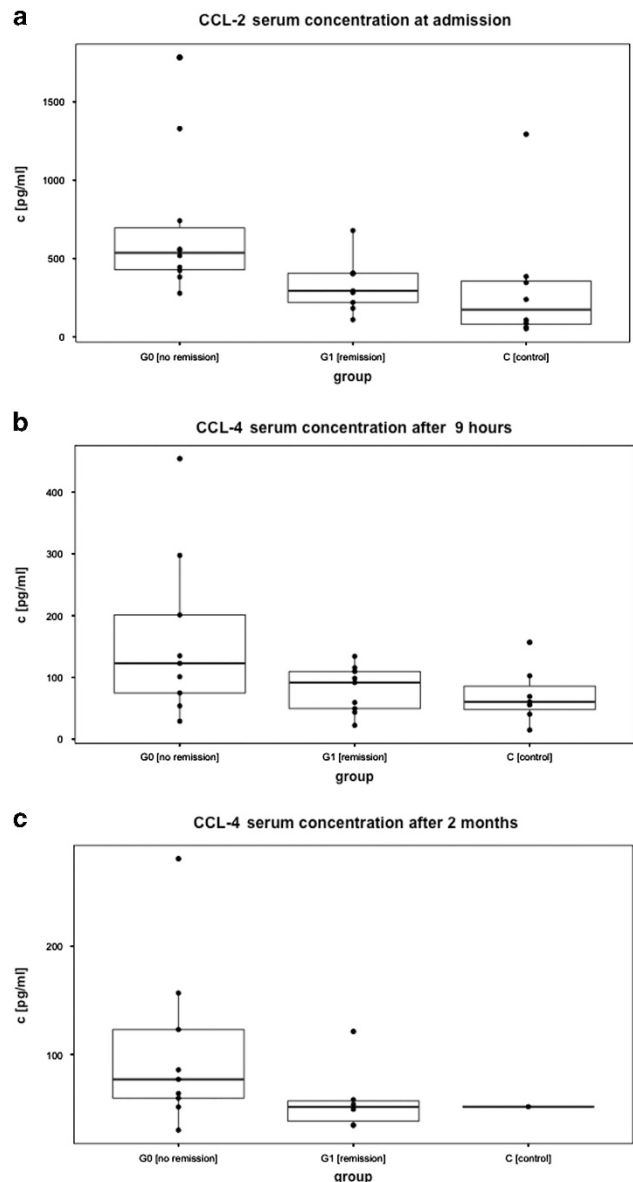 a
CCL-2 serum concentration at admission
1500
1000
500
0
c [pg/ml]
G0 [no remission] G1 [remission] C [control]
group
b
CCL-4 serum concentration after 9 hours
400
300
200
100
0
c [pg/ml]
G0 [no remission] G1 [remission] C [control]
group
c
CCL-4 serum concentration after 2 months
200
100
c [pg/ml]
G0 [no remission] G1 [remission] C [control]
group